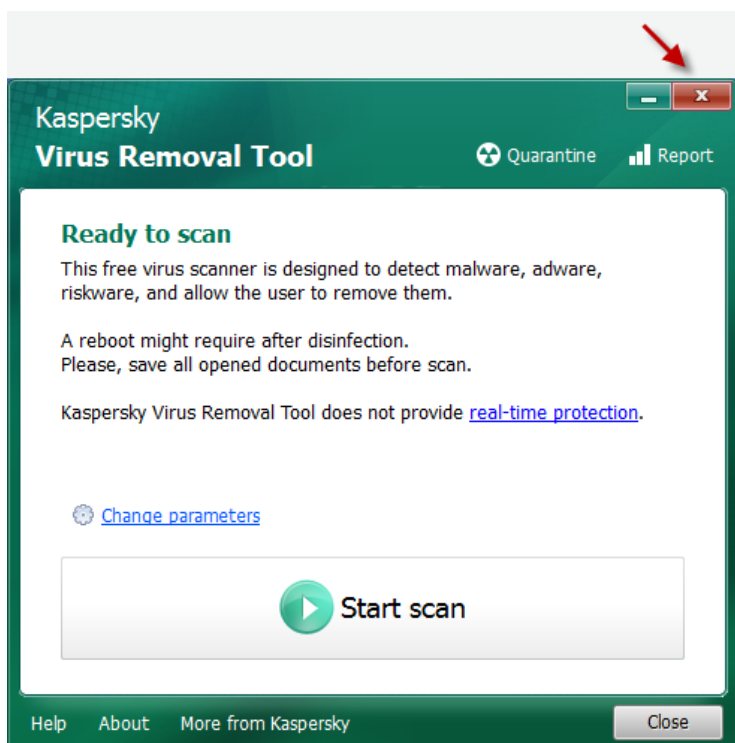 Kaspersky
Virus Removal Tool
Quarantine
Report
Ready to scan
This free virus scanner is designed to detect malware, adware,
riskware, and allow the user to remove them.
A reboot might require after disinfection.
Please, save all opened documents before scan.
Kaspersky Virus Removal Tool does not provide real-time protection.
Change parameters
Start scan
Help About More from Kaspersky Close